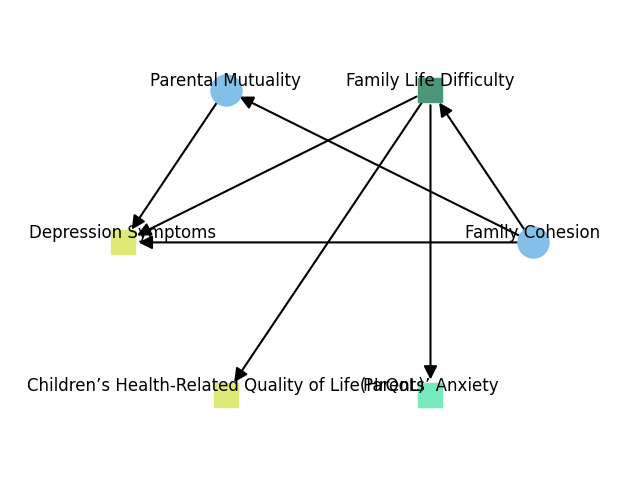 Parental Mutuality
Family Life Difficulty
Depression Symptoms
Family Cohesion
Children’s Health-Related Quality of Life (HrQoL)
Parents’ Anxiety